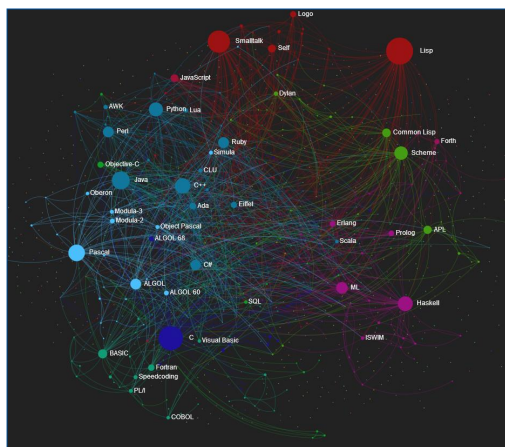 Logo
Smalltalk
Self
Lisp
JavaScript
Dylan
AWK
Python
Lua
Perl
Common Lisp
Ruby
Forth
Simula
Scheme
Objective-C
CLU
Java
C++
Oberon
Ada
Eiffel
Modula-3
Modula-2
Object Pascal
Erlang
APL
ALGOL 68
Prolog
Scala
Pascal
C#
ALGOL
ML
ALGOL 60
SQL
Haskell
C
Visual Basic
ISWIM
BASIC
Fortran
Speedcoding
PL/I
COBOL